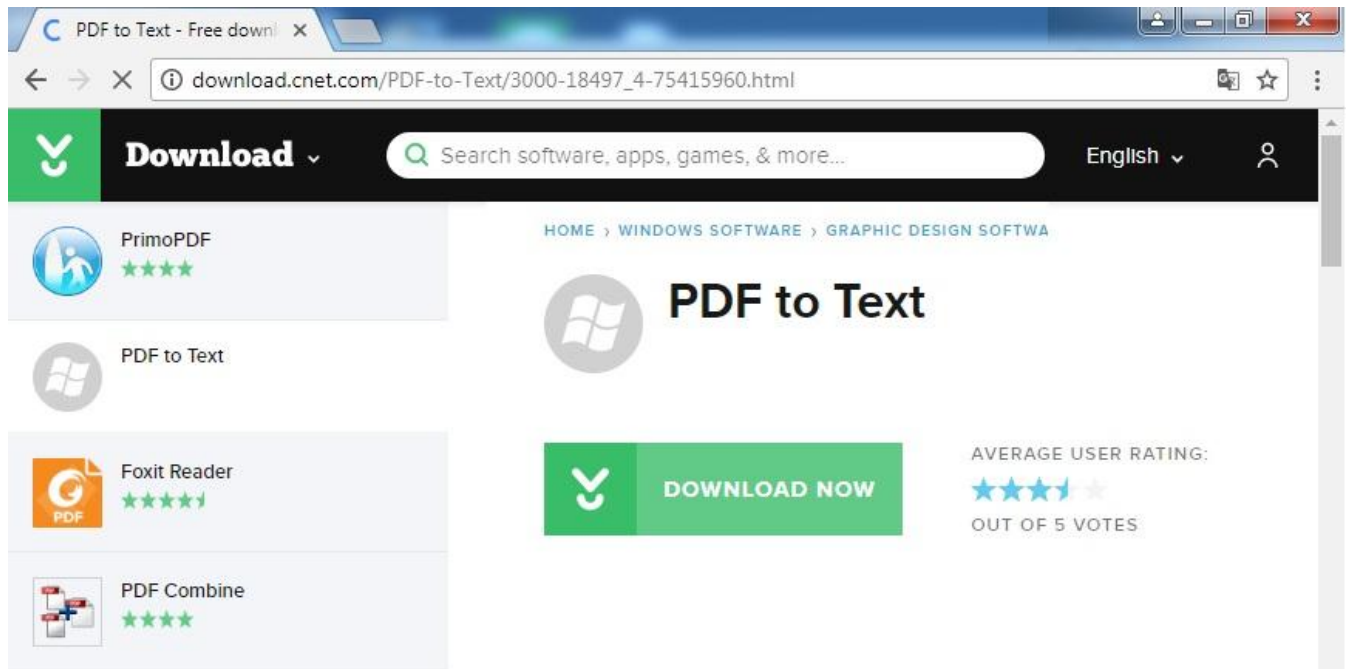 PDF to Text - Free downl
download.cnet.com/PDF-to-Text/3000-18497_4-75415960.html
Download
Search software, apps, games, & more...
English
PrimoPDF
PDF to Text
Foxit Reader
PDF
PDF Combine
HOME › WINDOWS SOFTWARE › GRAPHIC DESIGN SOFTWA
PDF to Text
DOWNLOAD NOW
AVERAGE USER RATING:
OUT OF 5 VOTES